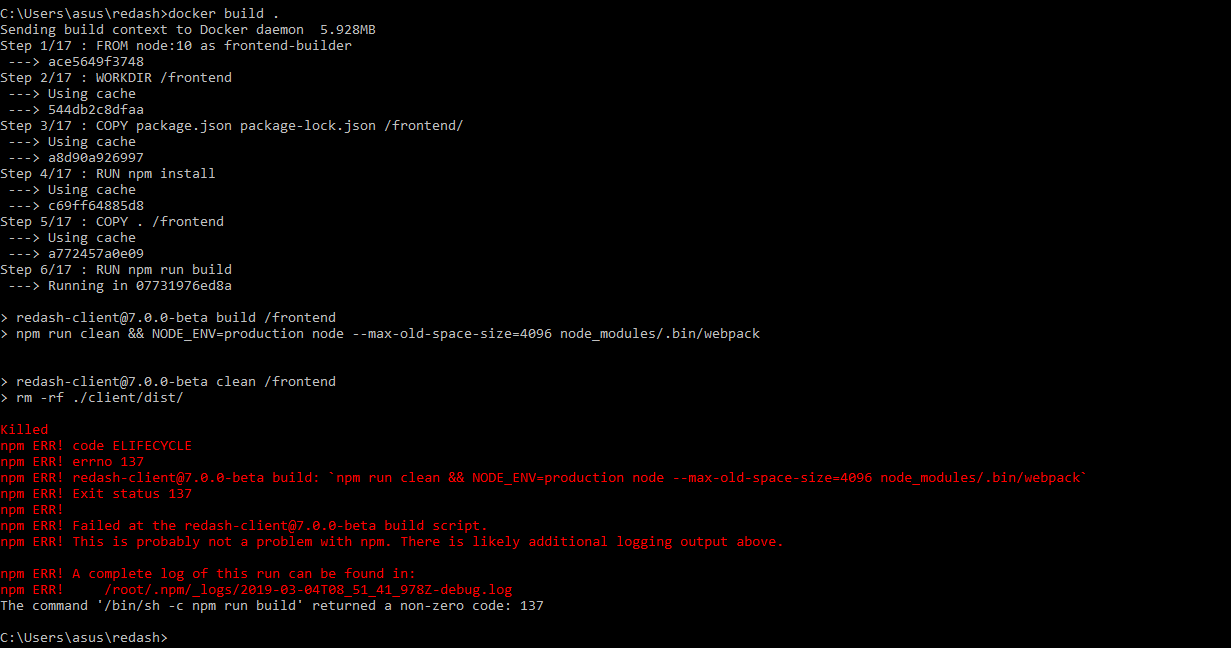 C:\Users\asus\redash>docker build .
Sending build context to Docker daemon  5.928MB
Step 1/17 : FROM node:10 as frontend-builder
 ---> ace5649f3748
Step 2/17 : WORKDIR /frontend
 ---> Using cache
 ---> 544db2c8dfaa
Step 3/17 : COPY package.json package-lock.json /frontend/
 ---> Using cache
 ---> a8d90a926997
Step 4/17 : RUN npm install
 ---> Using cache
 ---> c69ff64885d8
Step 5/17 : COPY . /frontend
 ---> Using cache
 ---> a772457a0e09
Step 6/17 : RUN npm run build
 ---> Running in 07731976ed8a
> redash-client@7.0.0-beta build /frontend
> npm run clean && NODE_ENV=production node --max-old-space-size=4096 node_modules/.bin/webpack
> redash-client@7.0.0-beta clean /frontend
> rm -rf ./client/dist/
Killed
npm ERR! code ELIFECYCLE
npm ERR! errno 137
npm ERR! redash-client@7.0.0-beta build: `npm run clean && NODE_ENV=production node --max-old-space-size=4096 node_modules/.bin/webpack`
npm ERR! Exit status 137
npm ERR!
npm ERR! Failed at the redash-client@7.0.0-beta build script.
npm ERR! This is probably not a problem with npm. There is likely additional logging output above.
npm ERR! A complete log of this run can be found in:
npm ERR!     /root/.npm/_logs/2019-03-04T08_51_41_978Z-debug.log
The command '/bin/sh -c npm run build' returned a non-zero code: 137
C:\Users\asus\redash>